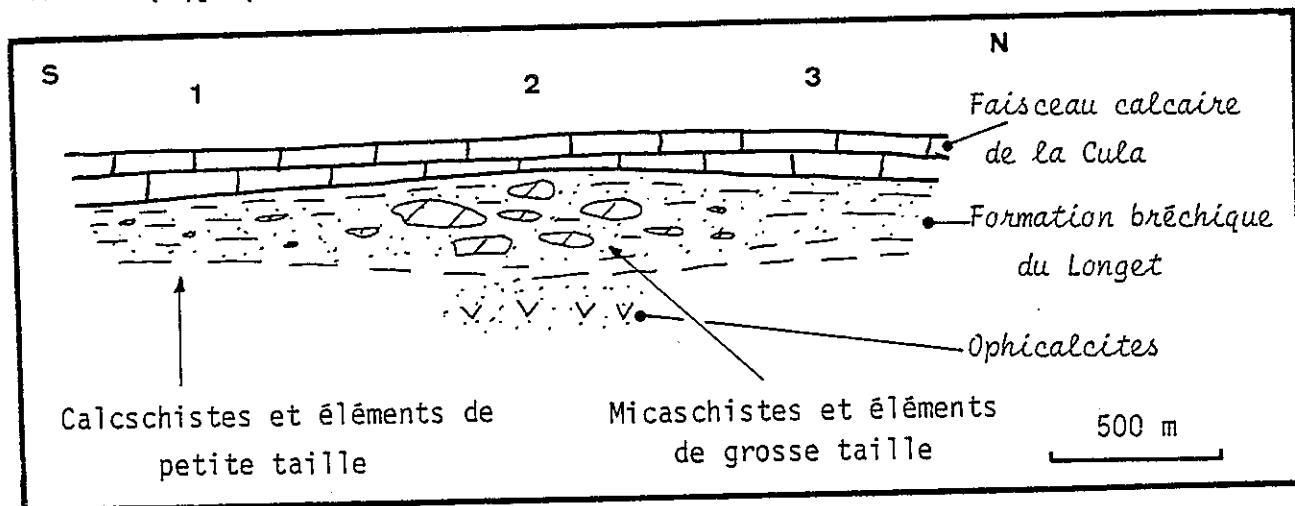 S
N
1
2
3
Faisceau calcaire
de la Cula
Formation bréchique
du Longet
Ophicalcites
Calcschistes et éléments de
petite taille
Micaschistes et éléments
de grosse taille
500 m